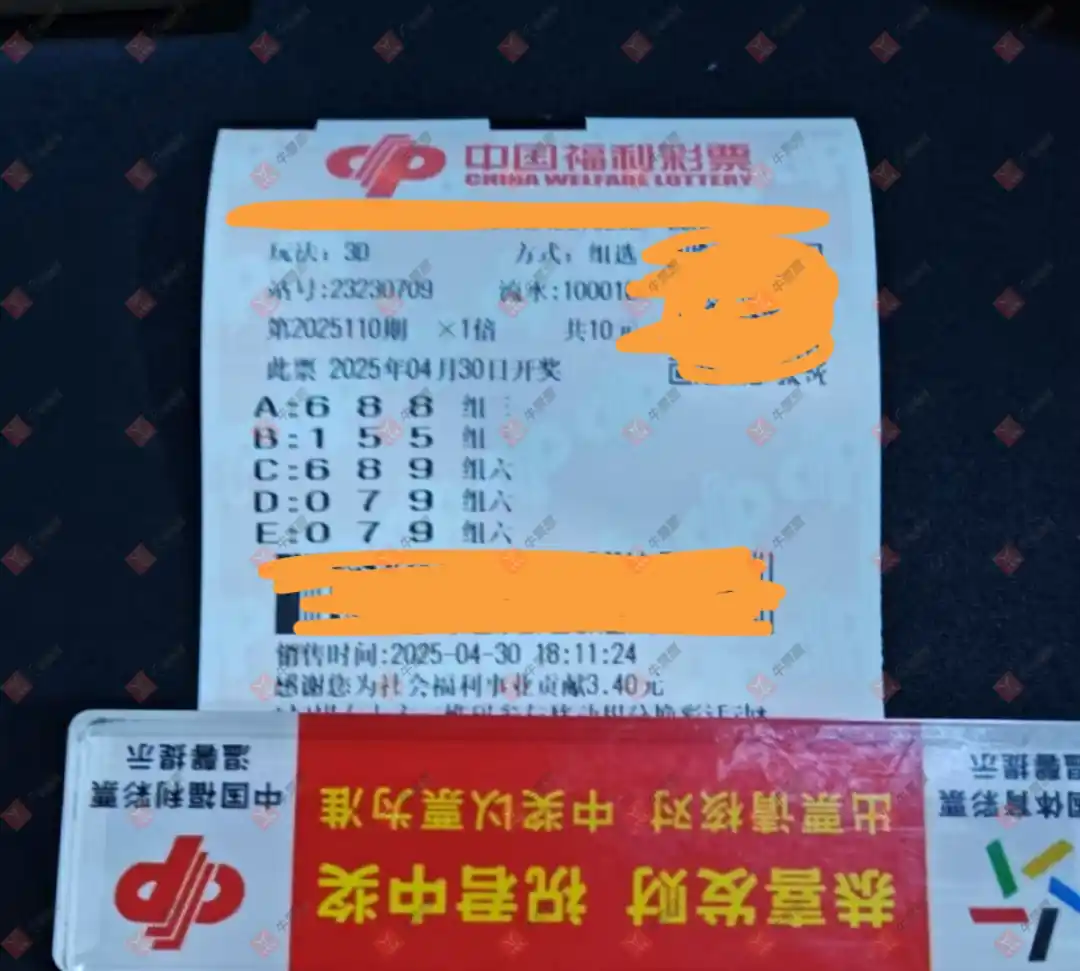 中国福利彩票
CHINA WELFARE LOTTERY
玩法：3D 方式：组选
站号:23230709 流水:10001
第2025110期 ×1倍 共10
此票 2025年04月30日开奖
A:6 8 8 组三
B:1 5 5 组
C:6 8 9 组六
D:0 7 9 组六
E:0 7 9 组六
销售时间:2025-04-30 18:11:24
感谢您为社会福利事业贡献3.40元
中国福利彩票
温馨提示
出票请核对 中奖以票为准
恭喜发财 祝君中奖
国体育彩票
温馨提示